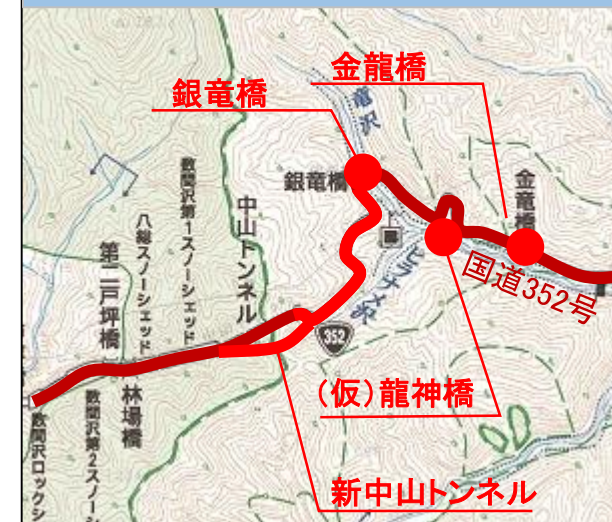 金龍橋
銀竜橋
竜沢
銀竜橋
金竜橋
数間沢第1スノーシェッド
中山トンネル
八総スノーシェッド
第二戸坪橋
ヒラナメ沢
国道352号
352
(仮)龍神橋
林場橋
数間沢第2スノーシ
数間沢ロックシ
新中山トンネル